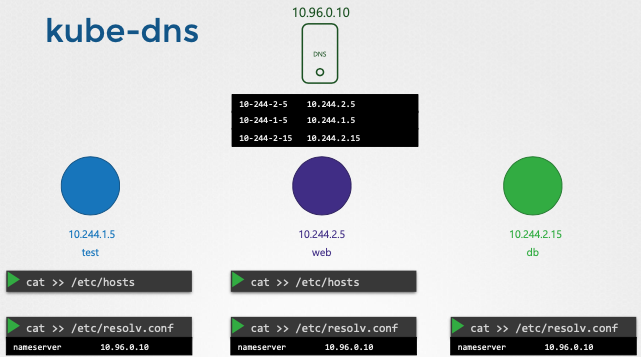 kube-dns
10.96.0.10
DNS
10-244-2-5 10.244.2.5
10-244-1-5 10.244.1.5
10-244-2-15 10.244.2.15
10.244.1.5
test
10.244.2.5
web
10.244.2.15
db
cat >> /etc/hosts
cat >> /etc/hosts
cat >> /etc/resolv.conf
nameserver 10.96.0.10
cat >> /etc/resolv.conf
nameserver 10.96.0.10
cat >> /etc/resolv.conf
nameserver 10.96.0.10